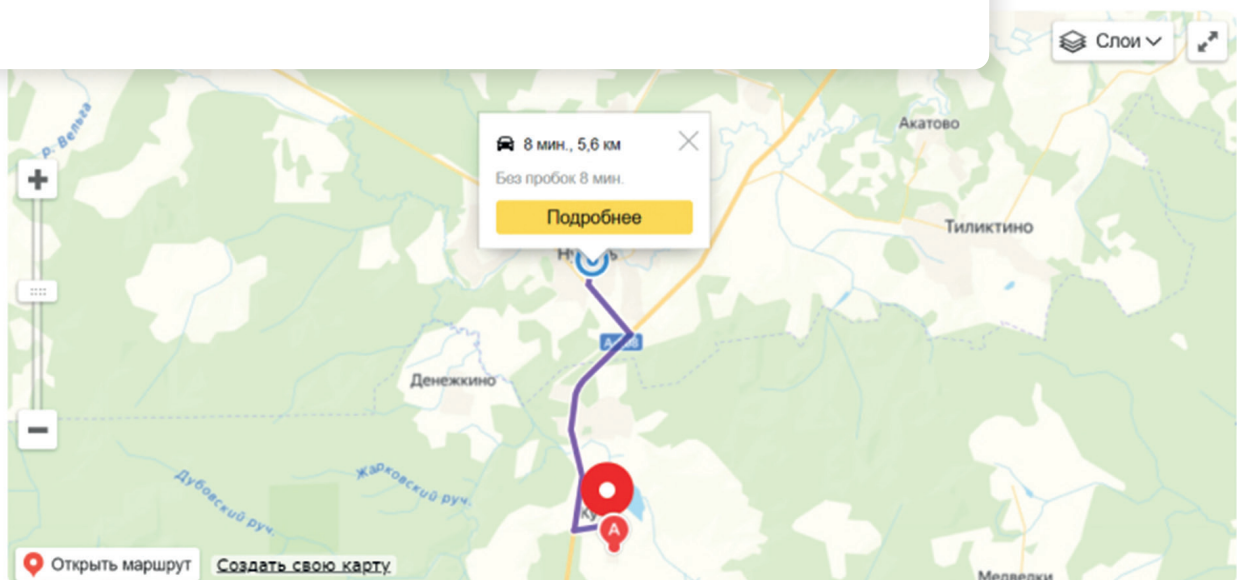 Слои
р. Вельга
Акатово
8 мин., 5,6 км
Без пробок 8 мин.
Подробнее
Тиликтино
Денежкино
Жарковский руч.
Дубовский руч.
А
Открыть маршрут
Создать свою карту
Медведки